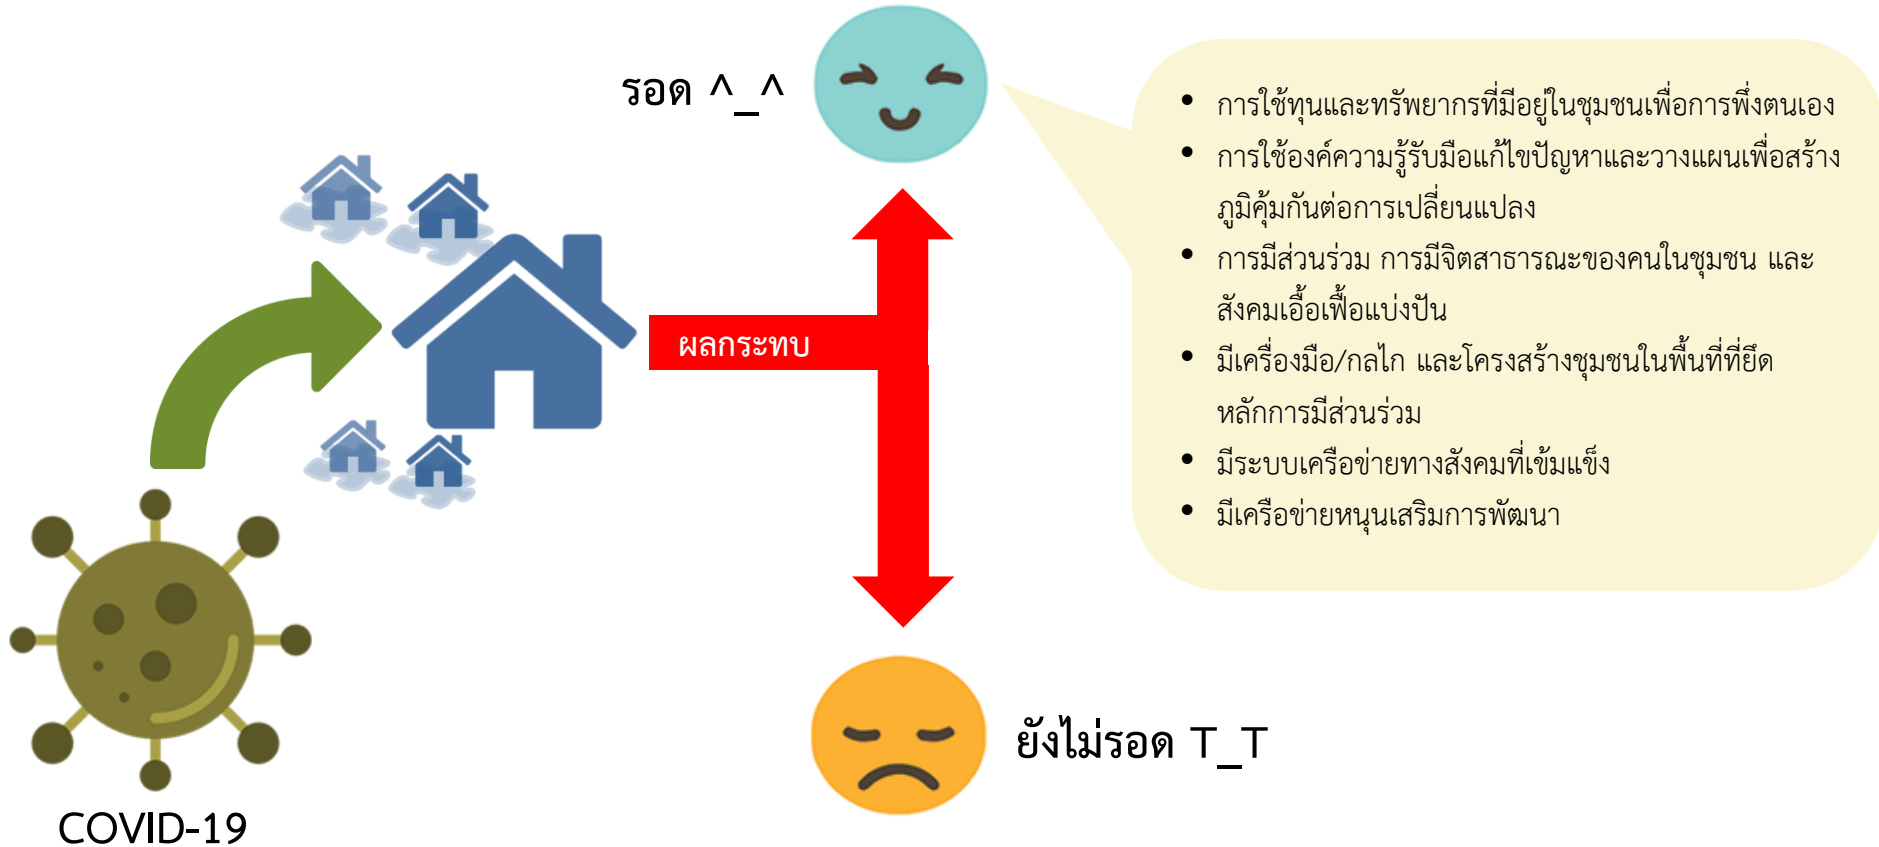 รอด ^_^
• การใช้ทุนและทรัพยากรที่มีอยู่ในชุมชนเพื่อการพึ่งตนเอง
• การใช้องค์ความรู้รับมือแก้ไขปัญหาและวางแผนเพื่อสร้าง
ภูมิคุ้มกันต่อการเปลี่ยนแปลง
• การมีส่วนร่วม การมีจิตสาธารณะของคนในชุมชน และ
สังคมเอื้อเฟื้อแบ่งปัน
• มีเครื่องมือ/กลไก และโครงสร้างชุมชนในพื้นที่ที่ยึด
หลักการมีส่วนร่วม
• มีระบบเครือข่ายทางสังคมที่เข้มแข็ง
• มีเครือข่ายหนุนเสริมการพัฒนา
ผลกระทบ
ยังไม่รอด T_T
COVID-19